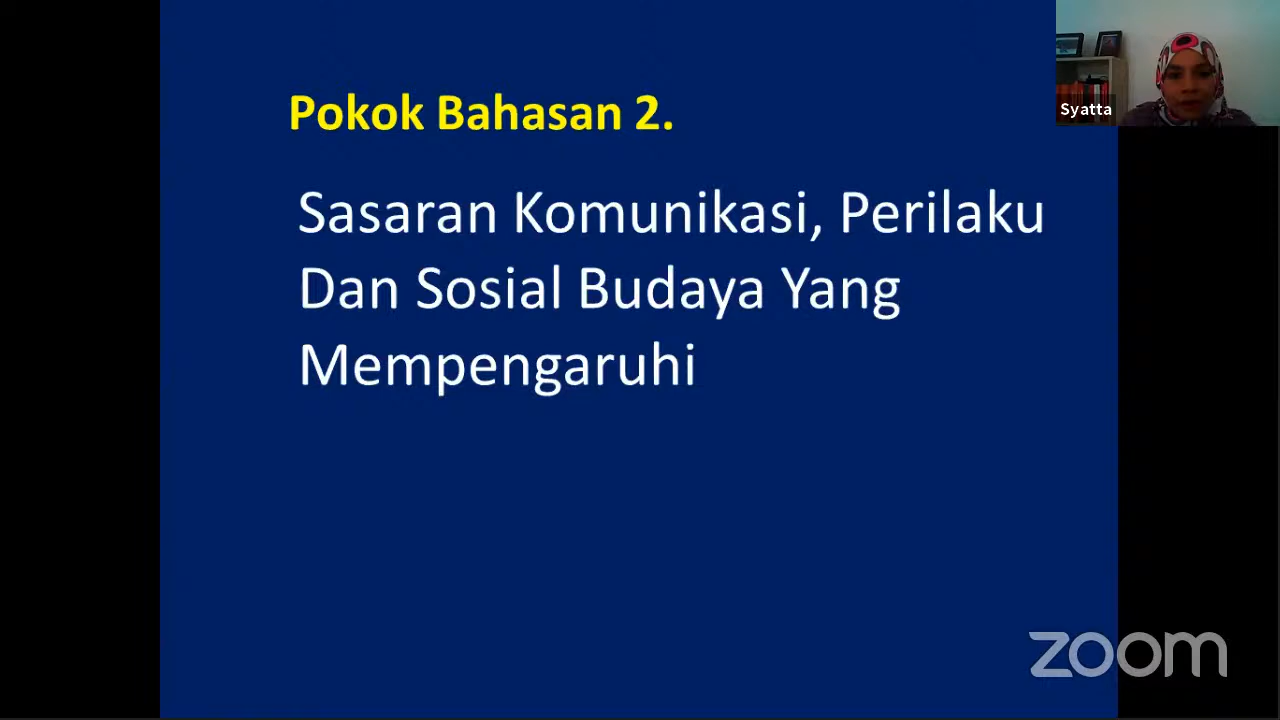 Pokok Bahasan 2.
Sasaran Komunikasi, Perilaku
Dan Sosial Budaya Yang
Mempengaruhi
Syatta
zoom